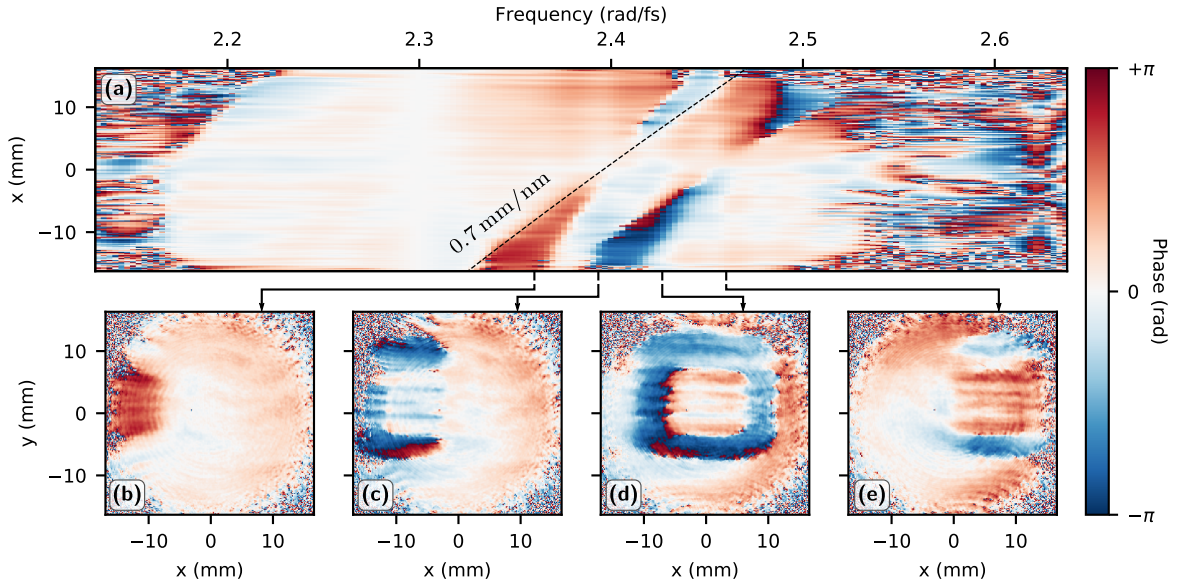 Frequency (rad/fs)
2.2 2.3 2.4 2.5 2.6
(a)
x (mm)
10
0
−10
0.7 mm/nm
+π
0
−π
Phase (rad)
y (mm)
10
0
−10
(b) (c) (d) (e)
−10 0 10 −10 0 10 −10 0 10 −10 0 10
x (mm) x (mm) x (mm) x (mm)